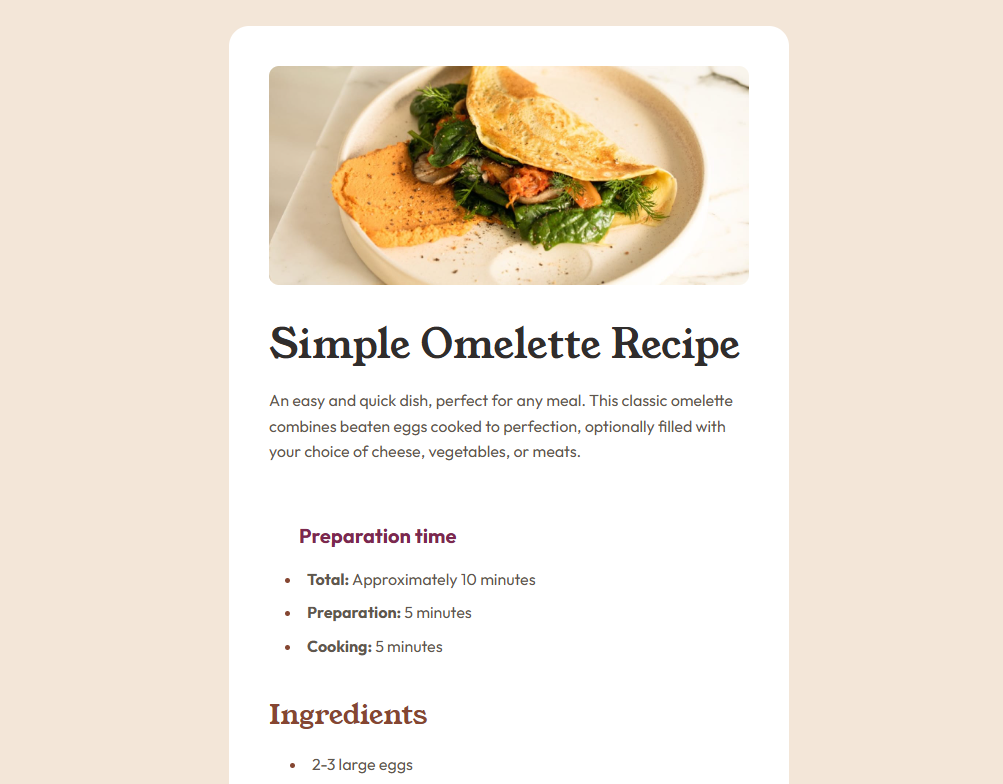 Simple Omelette Recipe
An easy and quick dish, perfect for any meal. This classic omelette
combines beaten eggs cooked to perfection, optionally filled with
your choice of cheese, vegetables, or meats.
Preparation time
• Total: Approximately 10 minutes
• Preparation: 5 minutes
• Cooking: 5 minutes
Ingredients
• 2-3 large eggs